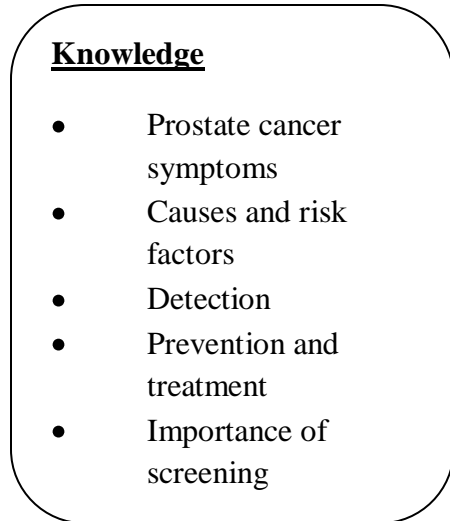 Knowledge
• Prostate cancer
symptoms
• Causes and risk
factors
• Detection
• Prevention and
treatment
• Importance of
screening